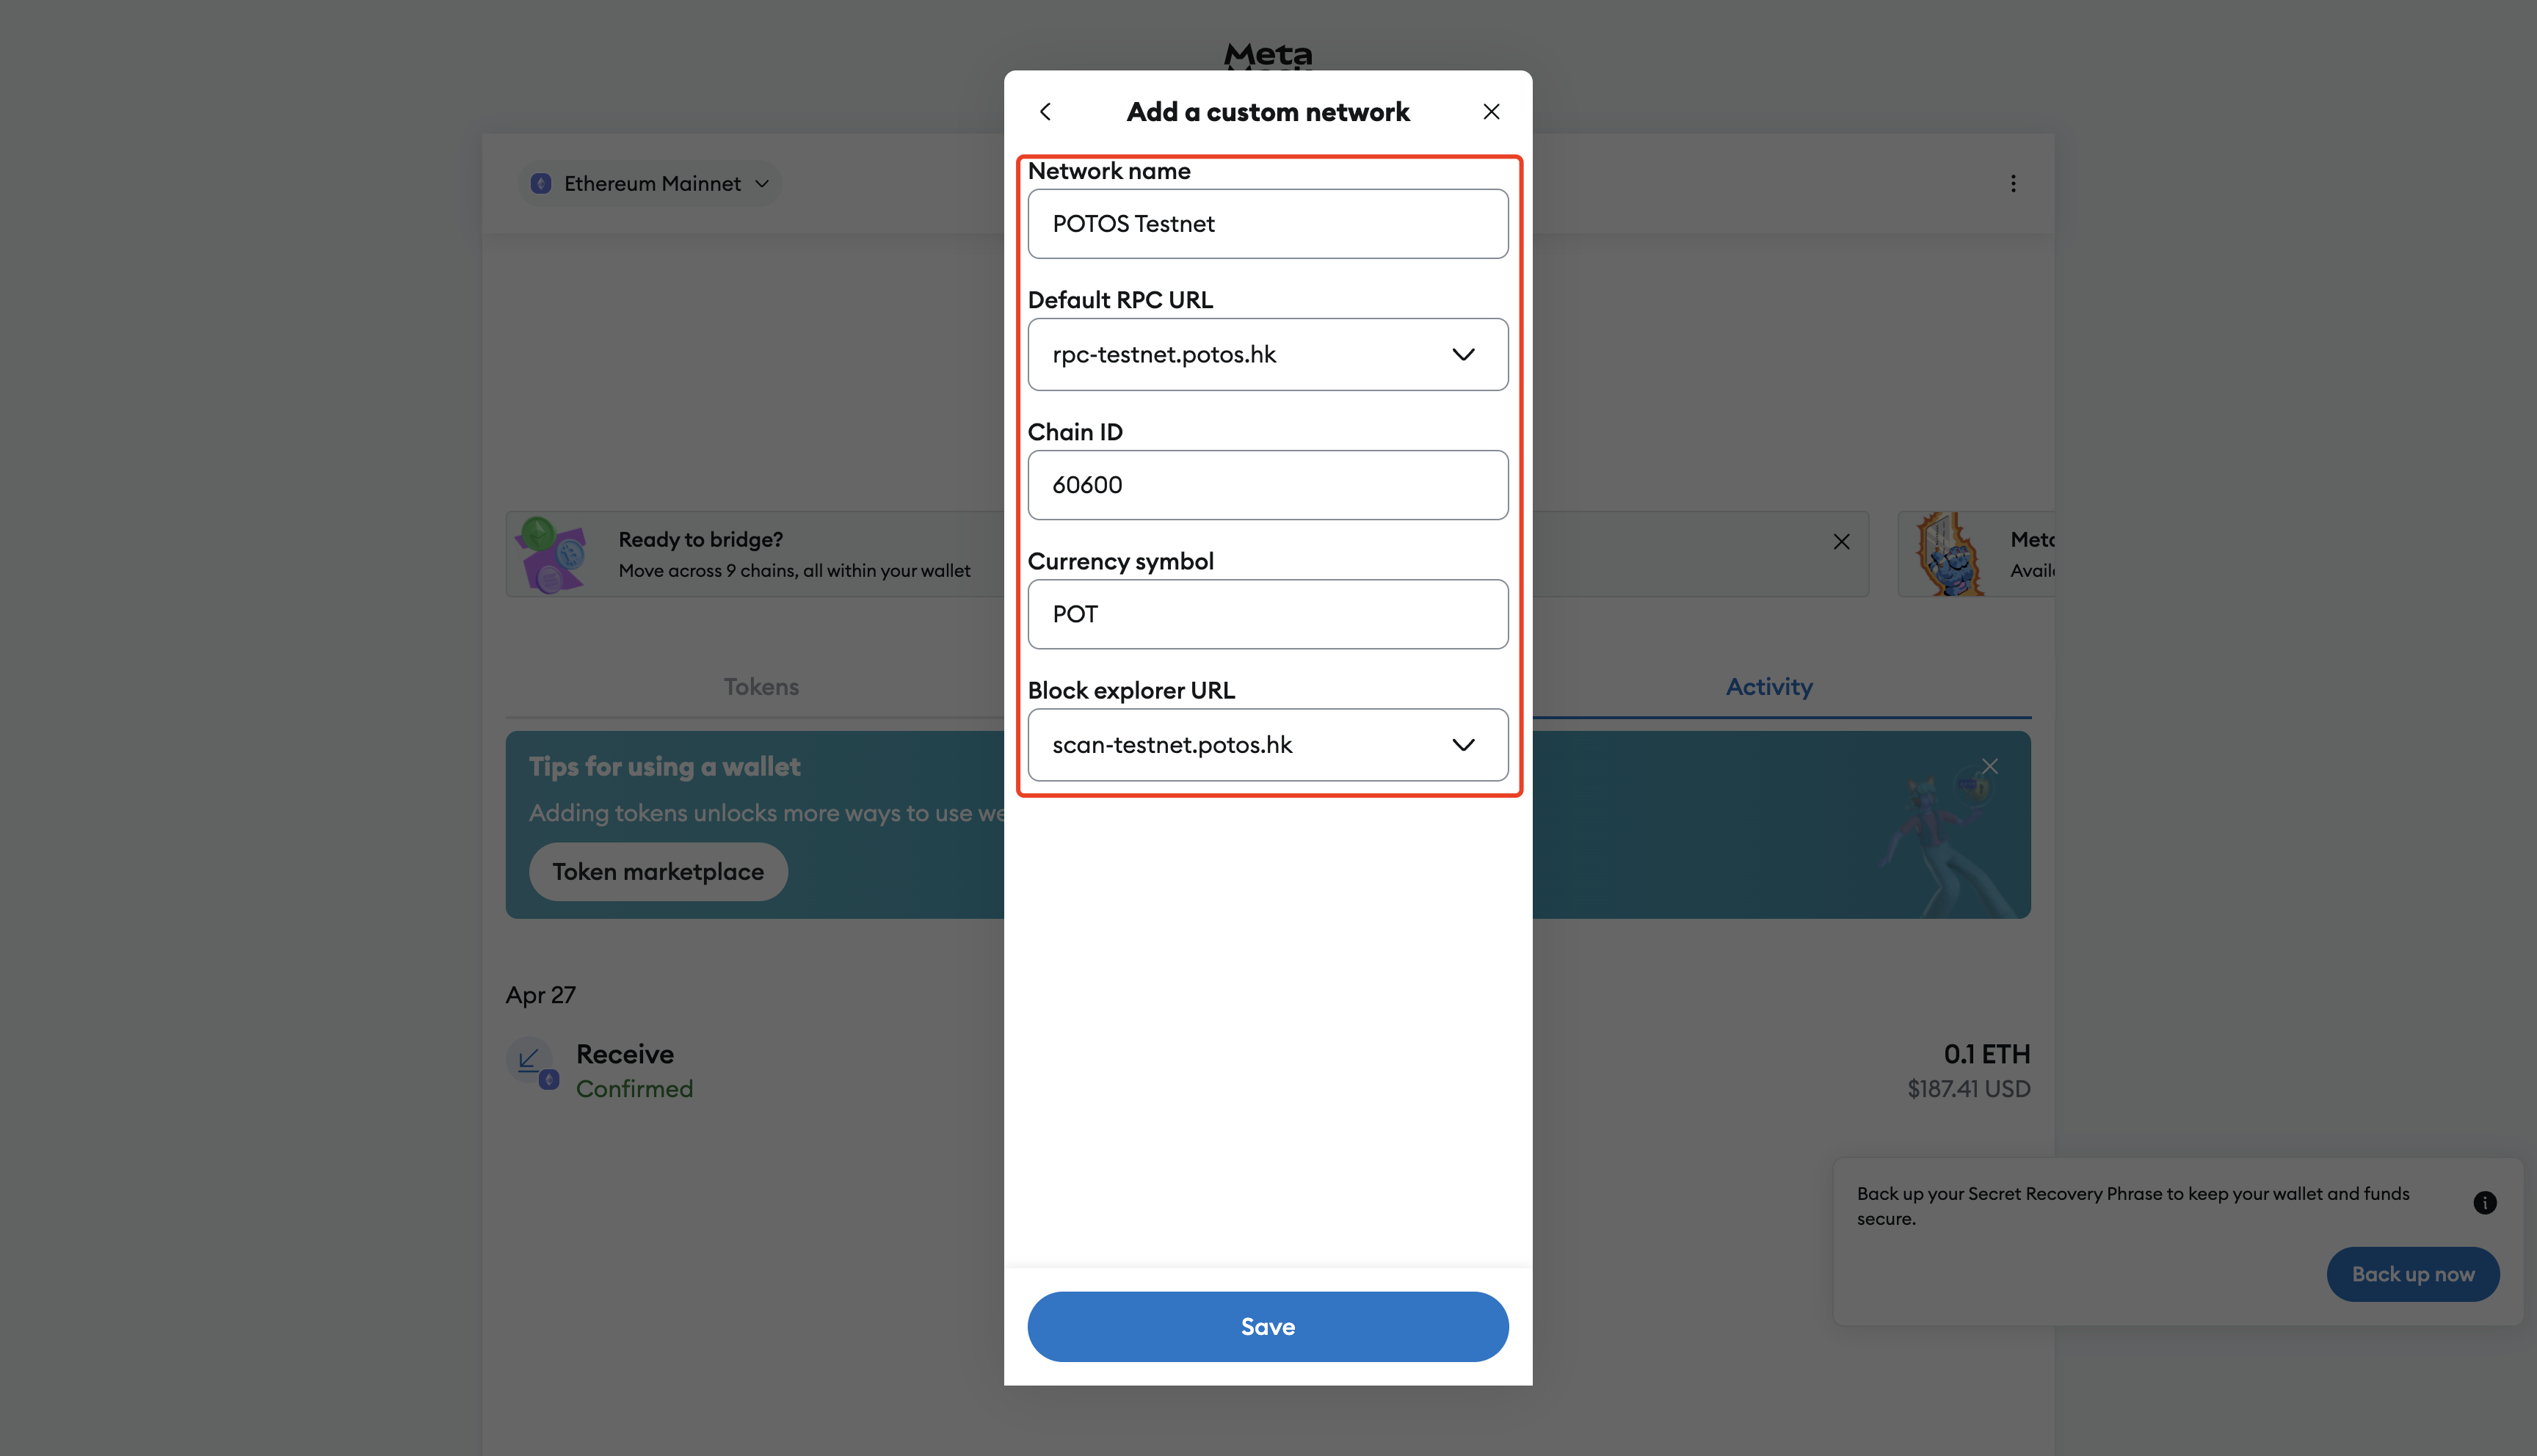 Meta
Add a custom network
Ethereum Mainnet
Network name
POTOS Testnet
Default RPC URL
rpc-testnet.potos.hk
Chain ID
60600
Currency symbol
POT
Block explorer URL
scan-testnet.potos.hk
Save
Ready to bridge?
Move across 9 chains, all within your wallet
Tokens
Activity
Tips for using a wallet
Adding tokens unlocks more ways to use
Token marketplace
Apr 27
Receive
0.1 ETH
Confirmed
$187.41 USD
Back up your Secret Recovery Phrase to keep your wallet and funds
secure.
Back up now